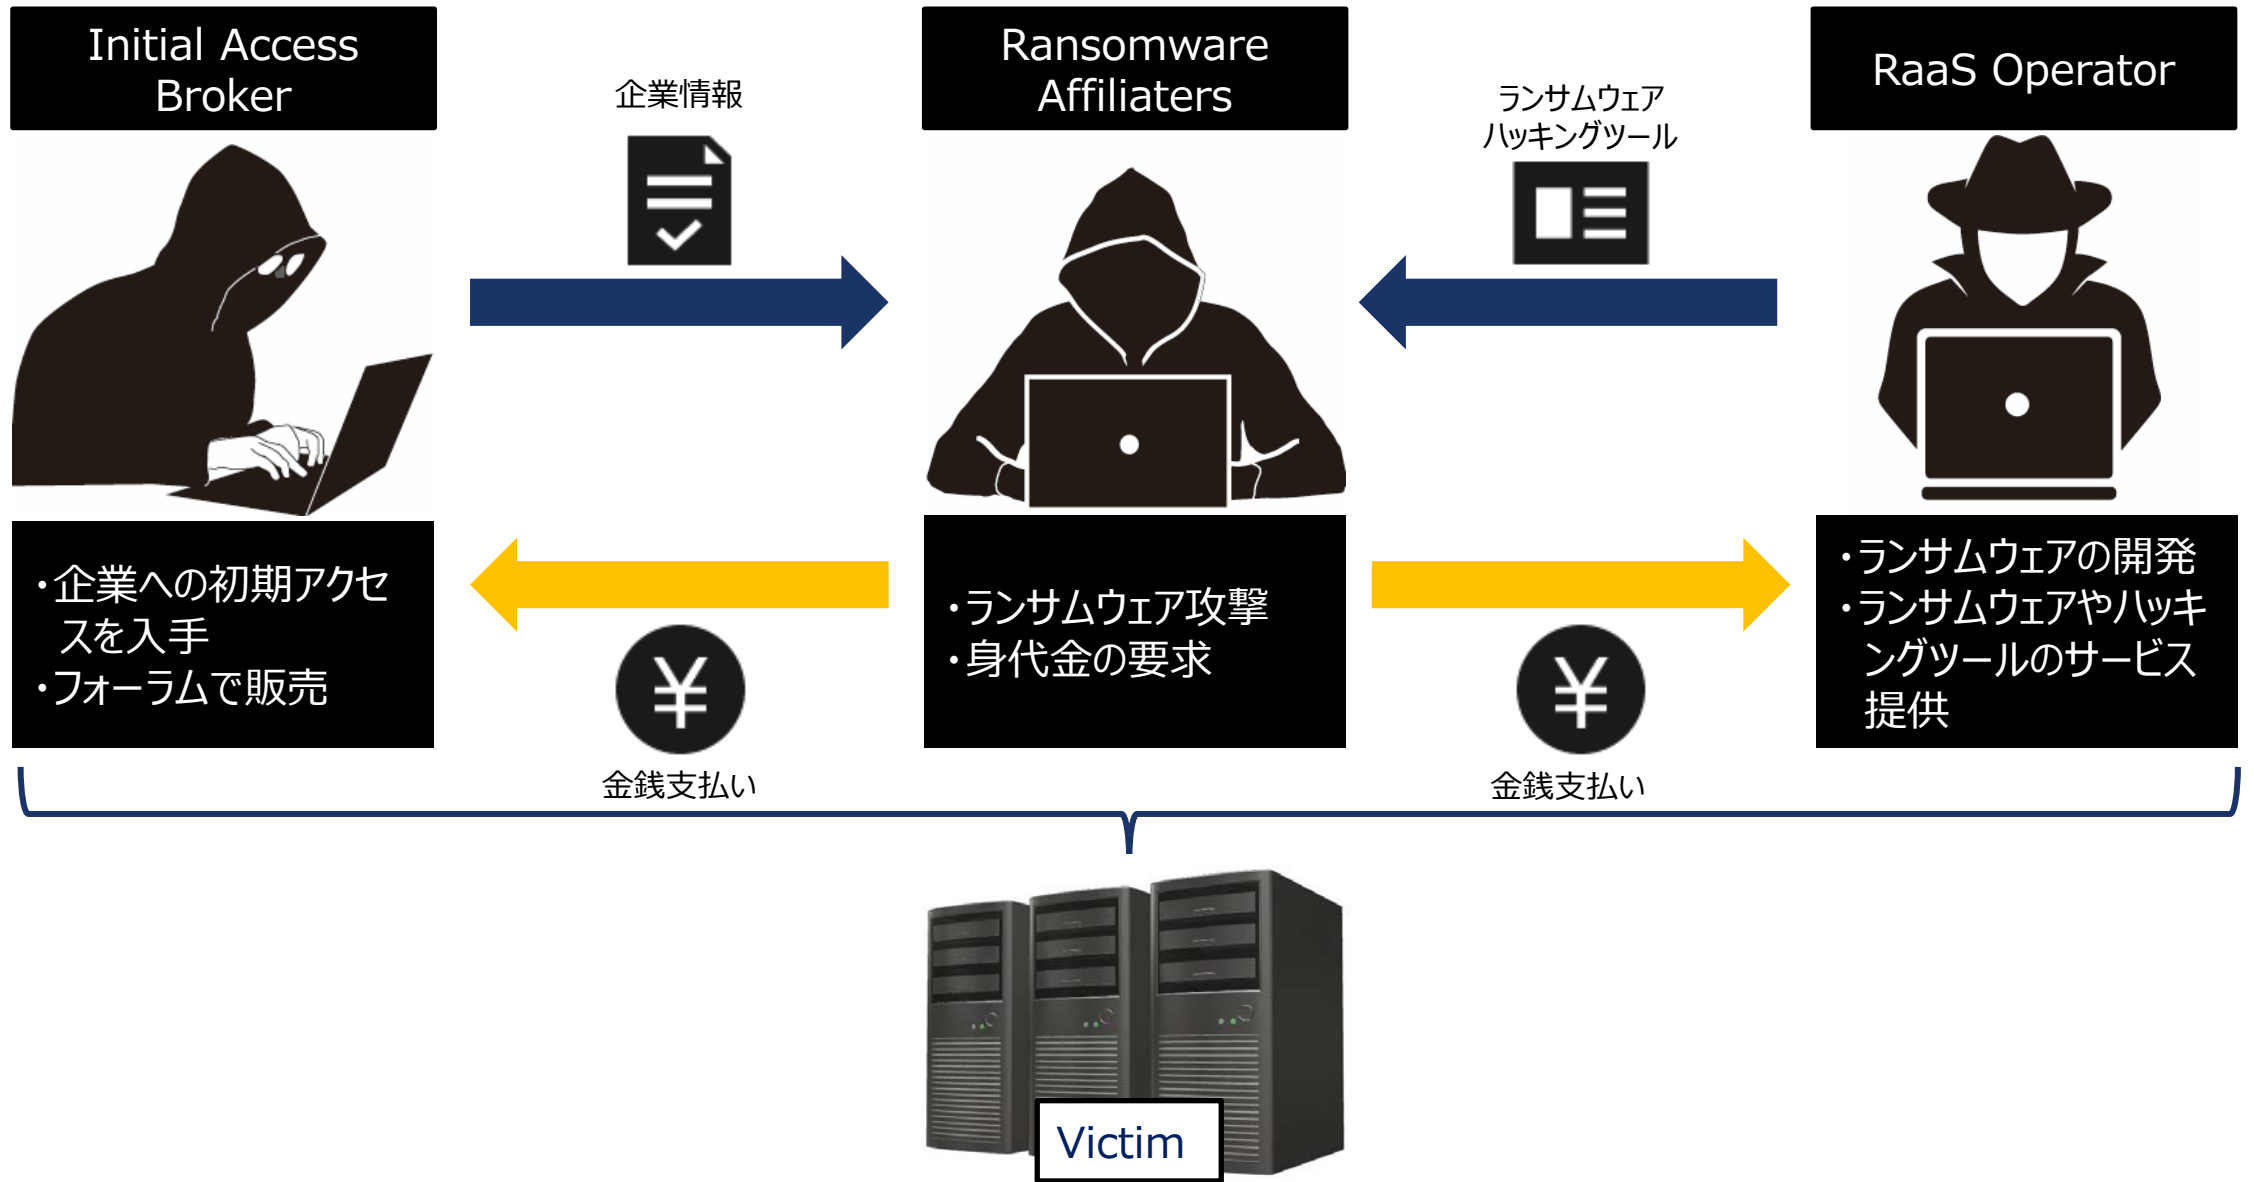 Initial Access
Broker
企業情報
Ransomware
Affiliaters
ランサムウェア
ハッキングツール
RaaS Operator
・企業への初期アクセ
スを入手
・フォーラムで販売
¥
金銭支払い
・ランサムウェア攻撃
・身代金の要求
¥
金銭支払い
・ランサムウェアの開発
・ランサムウェアやハッキ
ングツールのサービス
提供
Victim